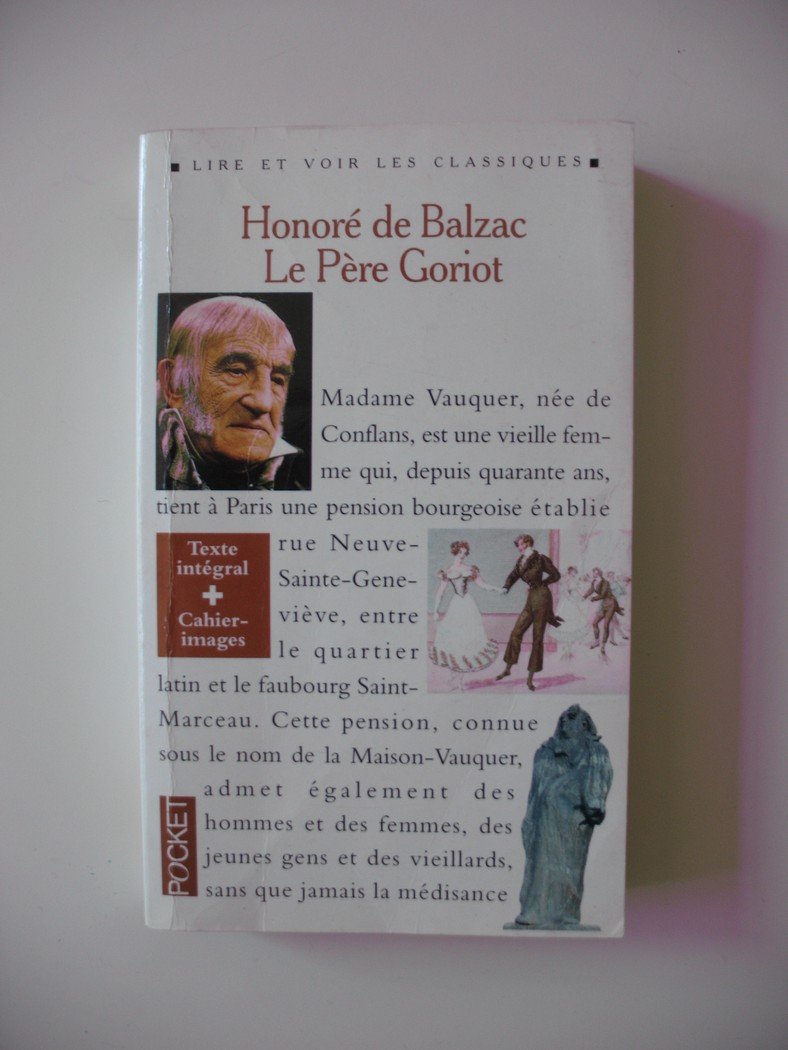 LIRE ET VOIR LES CLASSIQUES
Honoré de Balzac
Le Père Goriot
Madame Vauquer, née de
Conflans, est une vieille fem-
me qui, depuis quarante ans,
tient à Paris une pension bourgeoise établie
rue Neuve-
Sainte-Gene-
viève, entre
le quartier
latin et le faubourg Saint-
Marceau. Cette pension, connue
sous le nom de la Maison-Vauquer,
admet également des
hommes et des femmes, des
jeunes gens et des vieillards,
sans que jamais la médisance
Texte
intégral
+
Cahier-
images
POCKET